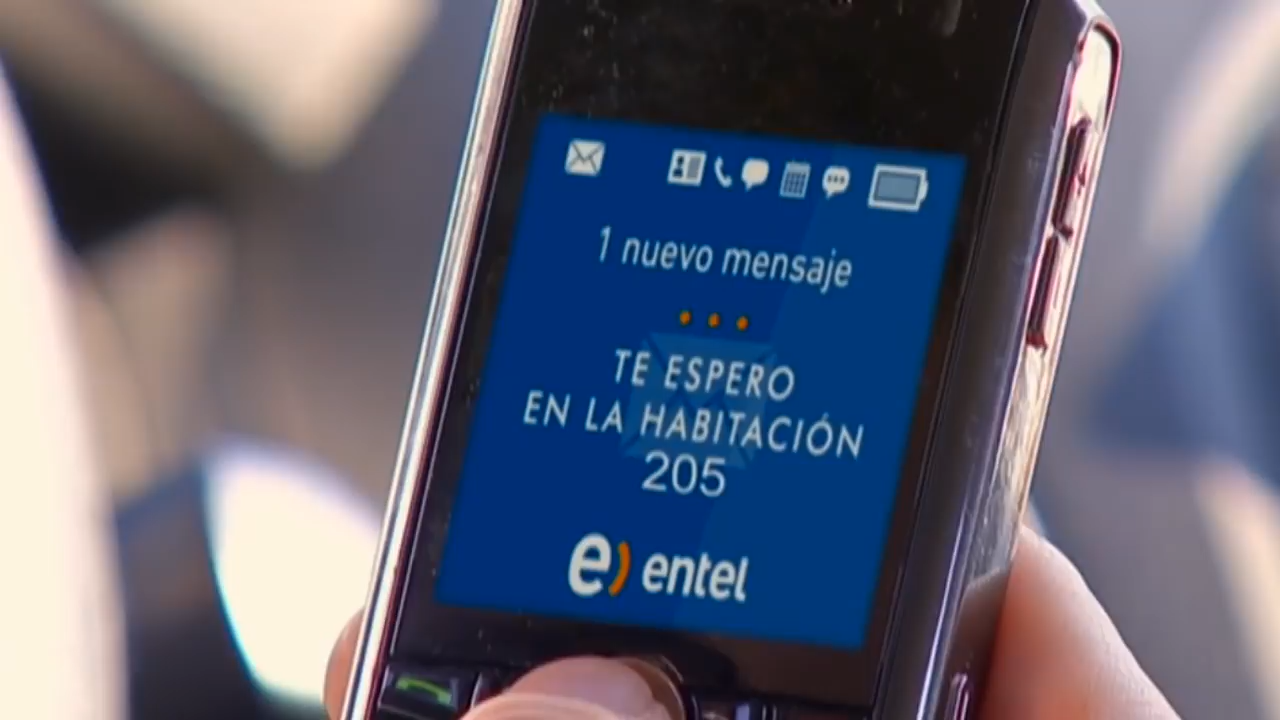 1 nuevo mensaje
TE ESPERO
EN LA HABITACIÓN
205
e) entel